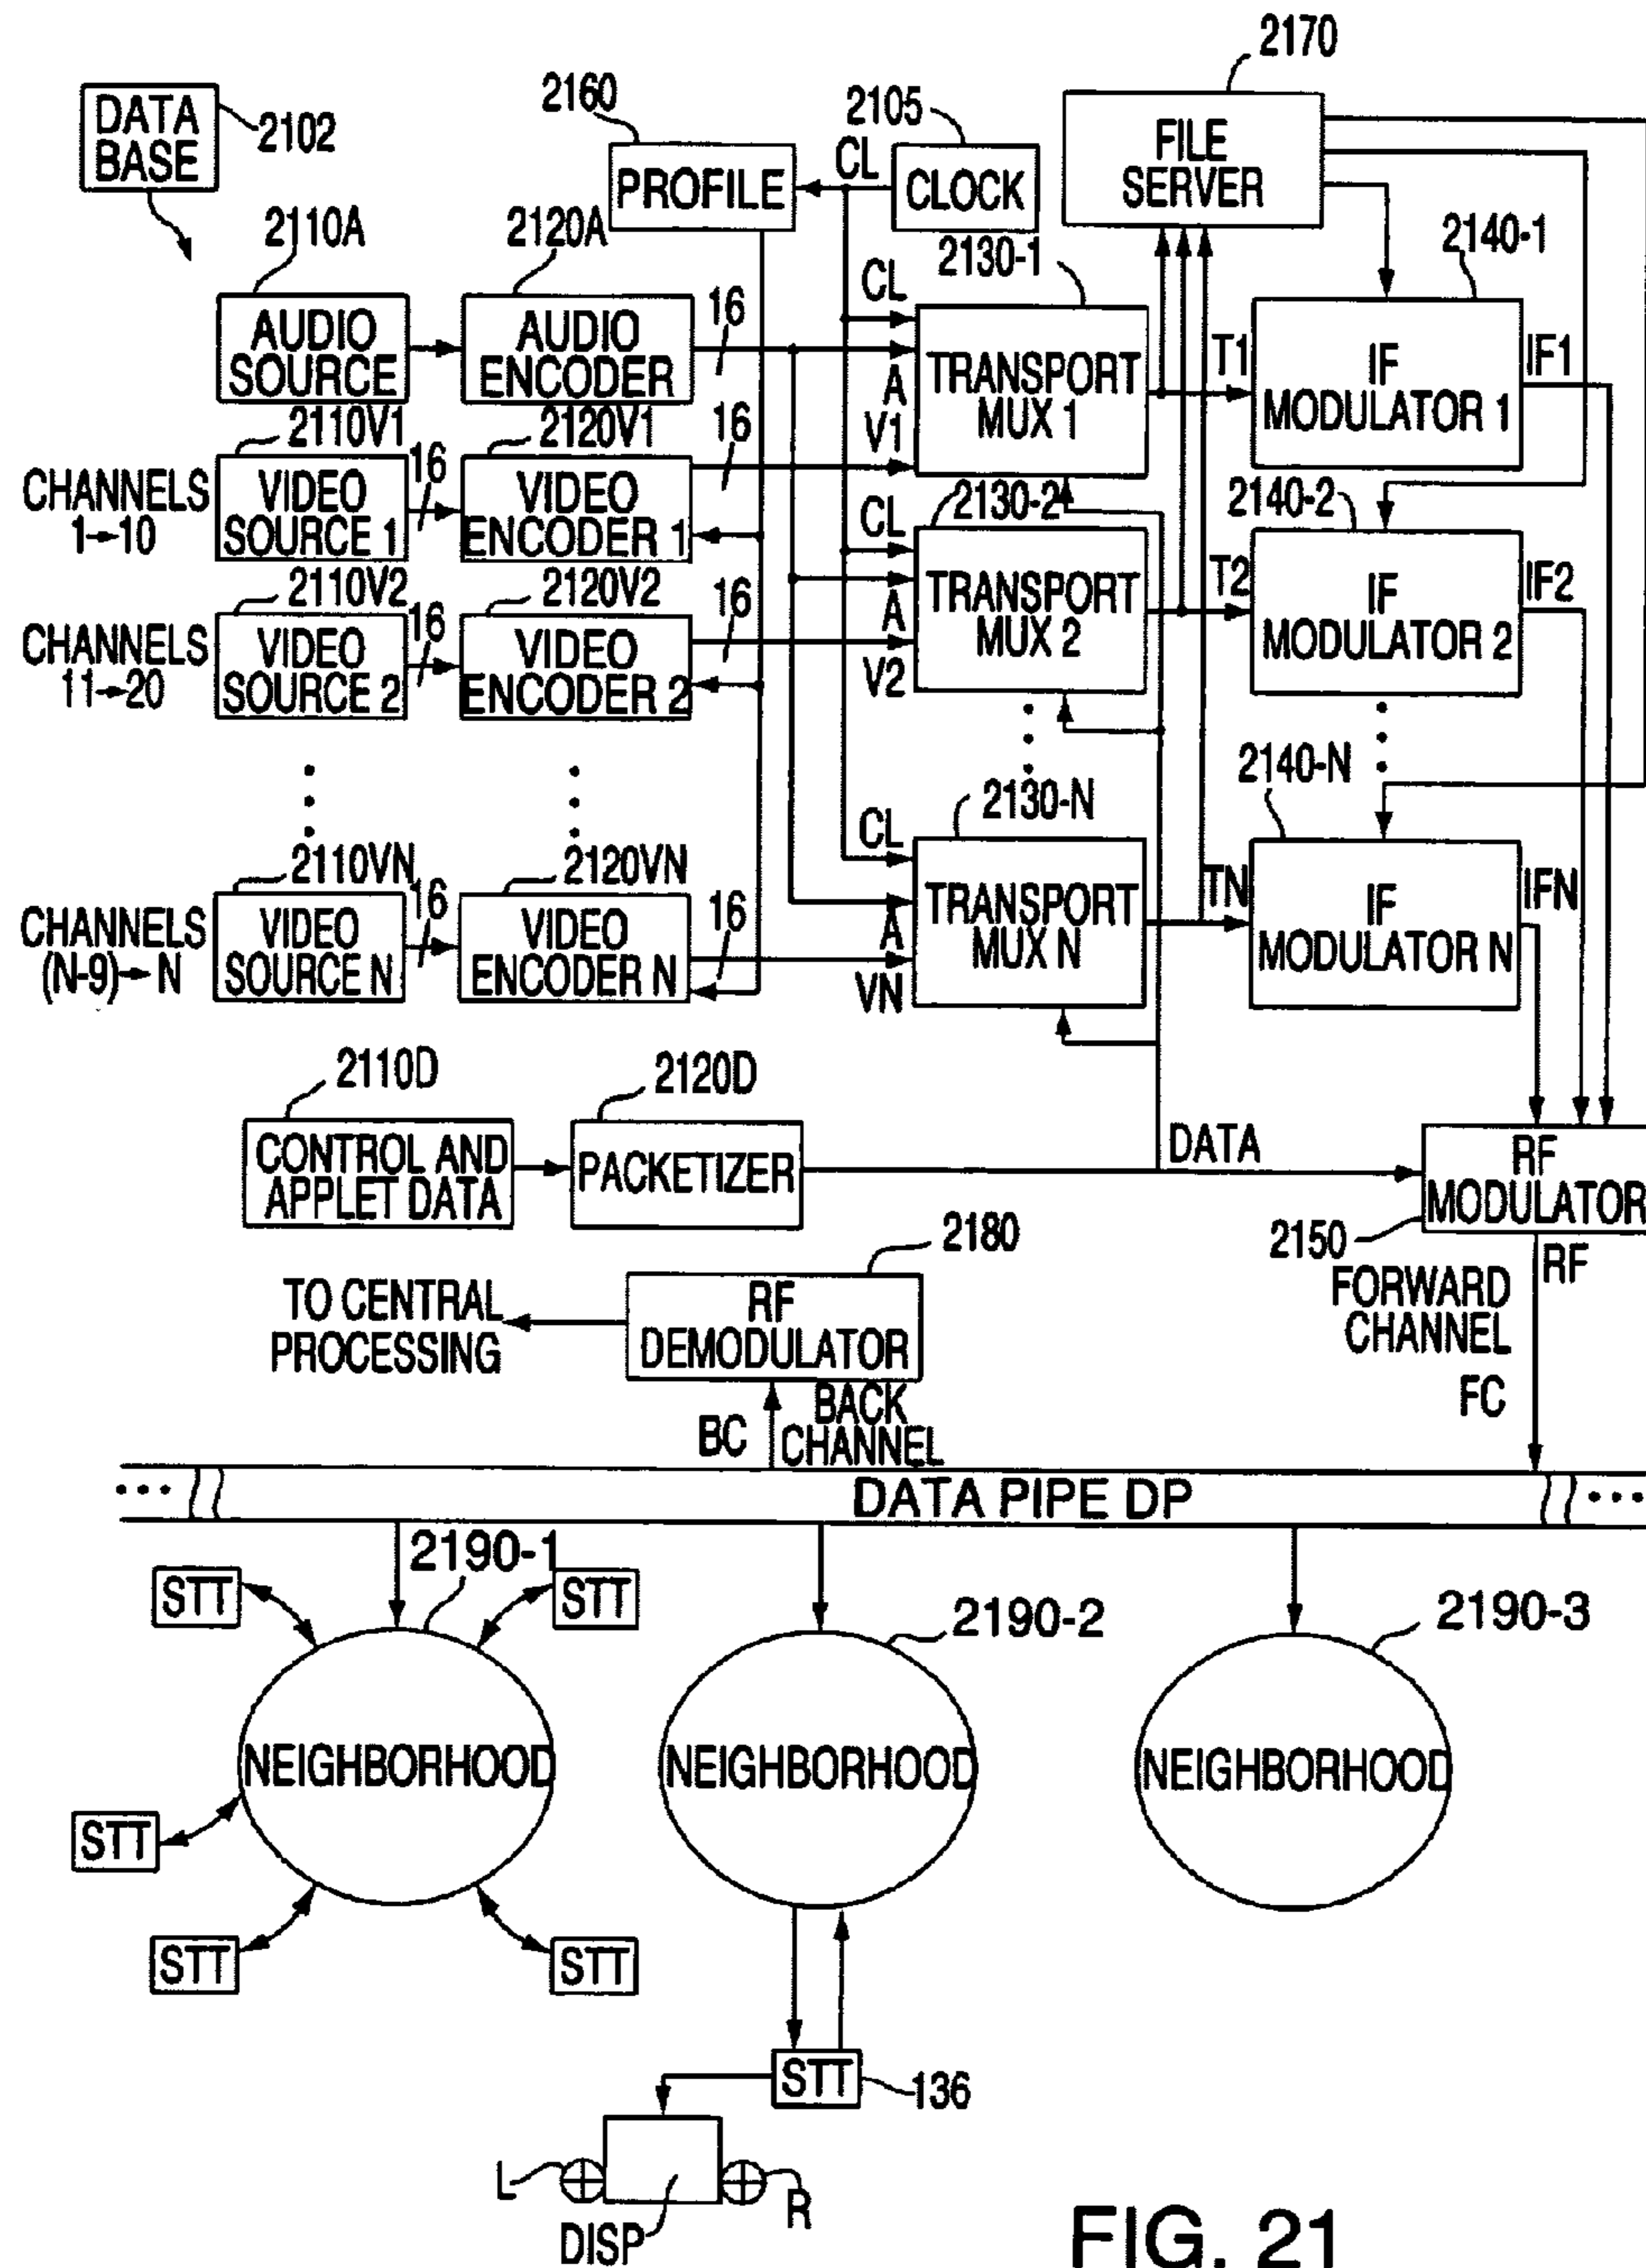 2170
2160
2105
DATA
BASE
2102
CL
FILE
SERVER
PROFILE
CLOCK
2110A
2120A
2130-1
2140-1
CL
16
AUDIO
SOURCE
AUDIO
ENCODER
A
TRANSPORT
MUX 1
T1
IF
MODULATOR 1
IF1
2110V1
2120V1
16
V1
CHANNELS
1→10
VIDEO
SOURCE 1
16
VIDEO
ENCODER 1
2130-2
2140-2
CL
2110V2
2120V2
16
A
TRANSPORT
MUX 2
T2
IF
MODULATOR 2
IF2
CHANNELS
11→20
VIDEO
SOURCE 2
16
VIDEO
ENCODER 2
V2
2130-N
2140-N
CL
2110VN
2120VN
16
CHANNELS
(N-9)→N
VIDEO
SOURCE N
16
VIDEO
ENCODER N
A
VN
TRANSPORT
MUX N
TN
IF
MODULATOR N
IFN
2110D
2120D
CONTROL AND
APPLET DATA
PACKETIZER
DATA
RF
MODULATOR
2150
2180
TO CENTRAL
PROCESSING
RF
DEMODULATOR
RF
FORWARD
CHANNEL
FC
BC
BACK
CHANNEL
DATA PIPE DP
2190-1
STT
STT
2190-2
2190-3
NEIGHBORHOOD
NEIGHBORHOOD
NEIGHBORHOOD
STT
STT
STT
STT
136
L
R
DISP
FIG. 21